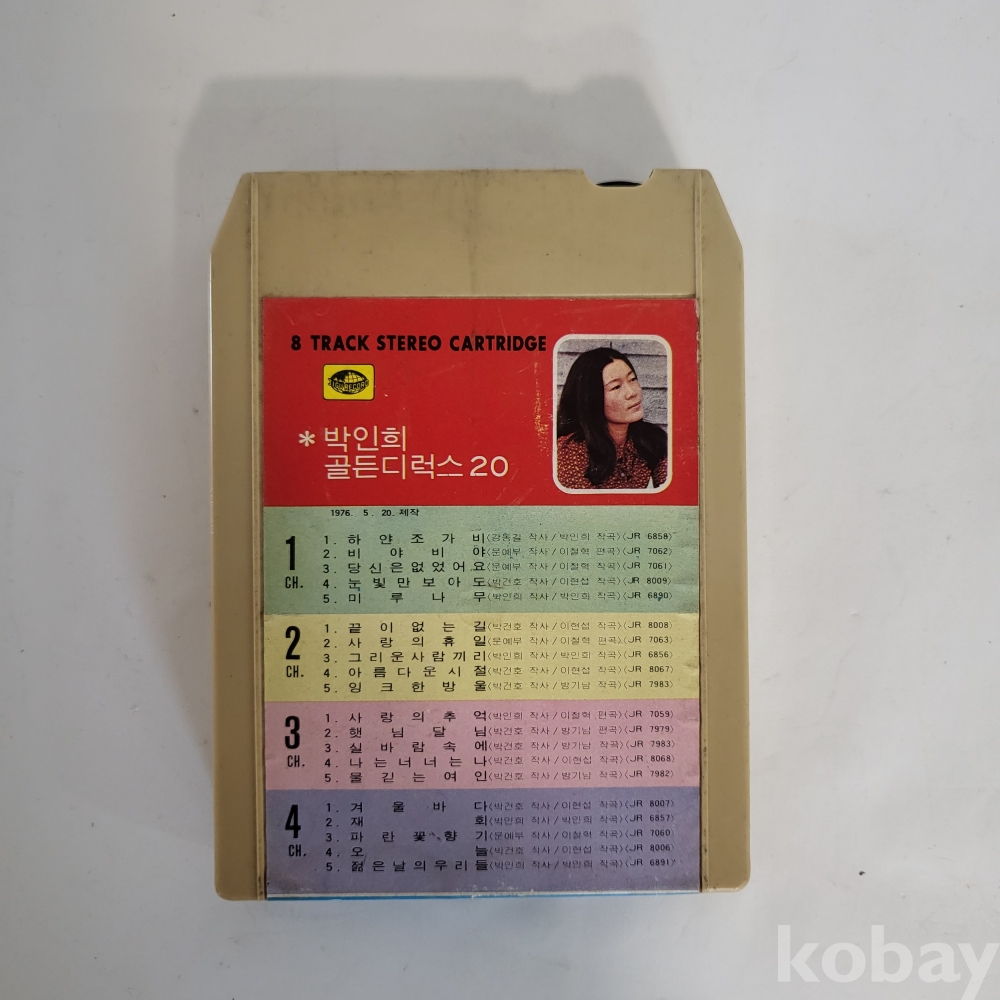 8 TRACK STEREO CARTRIDGE
* 박인희
골든디럭스 20
1976. 5. 20. 제작
1 CH.
1. 하얀조가비 (강동길 작사/박인희 작곡) (JR 6858)
2. 비야비야 (문예부 작사/이철혁 편곡) (JR 7062)
3. 당신은없었어요 (문예부 작사/이철혁 작곡) (JR 7061)
4. 눈빛만보아도 (박건호 작사/이현섭 작곡) (JR 8009)
5. 미루나무 (박인희 작사/박인희 작곡) (JR 6890)
2 CH.
1. 끝이없는길 (박건호 작사/이현섭 작곡) (JR 8008)
2. 사랑의휴일 (문예부 작사/이철혁 편곡) (JR 7063)
3. 그리운사람끼리 (박인희 작사/박인희 작곡) (JR 6856)
4. 아름다운시절 (박건호 작사/이현섭 작곡) (JR 8067)
5. 잉크한방울 (박건호 작사/방기남 작곡) (JR 7983)
3 CH.
1. 사랑의추억 (박인희 작사/이철혁 편곡) (JR 7059)
2. 햇님달님 (박건호 작사/방기남 편곡) (JR 7979)
3. 실바람속에 (박건호 작사/방기남 작곡) (JR 7983)
4. 나는너너는나 (박건호 작사/이현섭 작곡) (JR 8068)
5. 물긷는여인 (박건호 작사/방기남 작곡) (JR 7982)
4 CH.
1. 겨울바다 (박건호 작사/이현섭 작곡) (JR 8007)
2. 재회 (박인희 작사/박인희 작곡) (JR 6857)
3. 파란꽃향기 (문예부 작사/이철혁 작곡) (JR 7060)
4. 오늘 (박건호 작사/이현섭 작곡) (JR 8006)
5. 젊은날의우리들 (박인희 작사/박인희 작곡) (JR 6891)
kobay